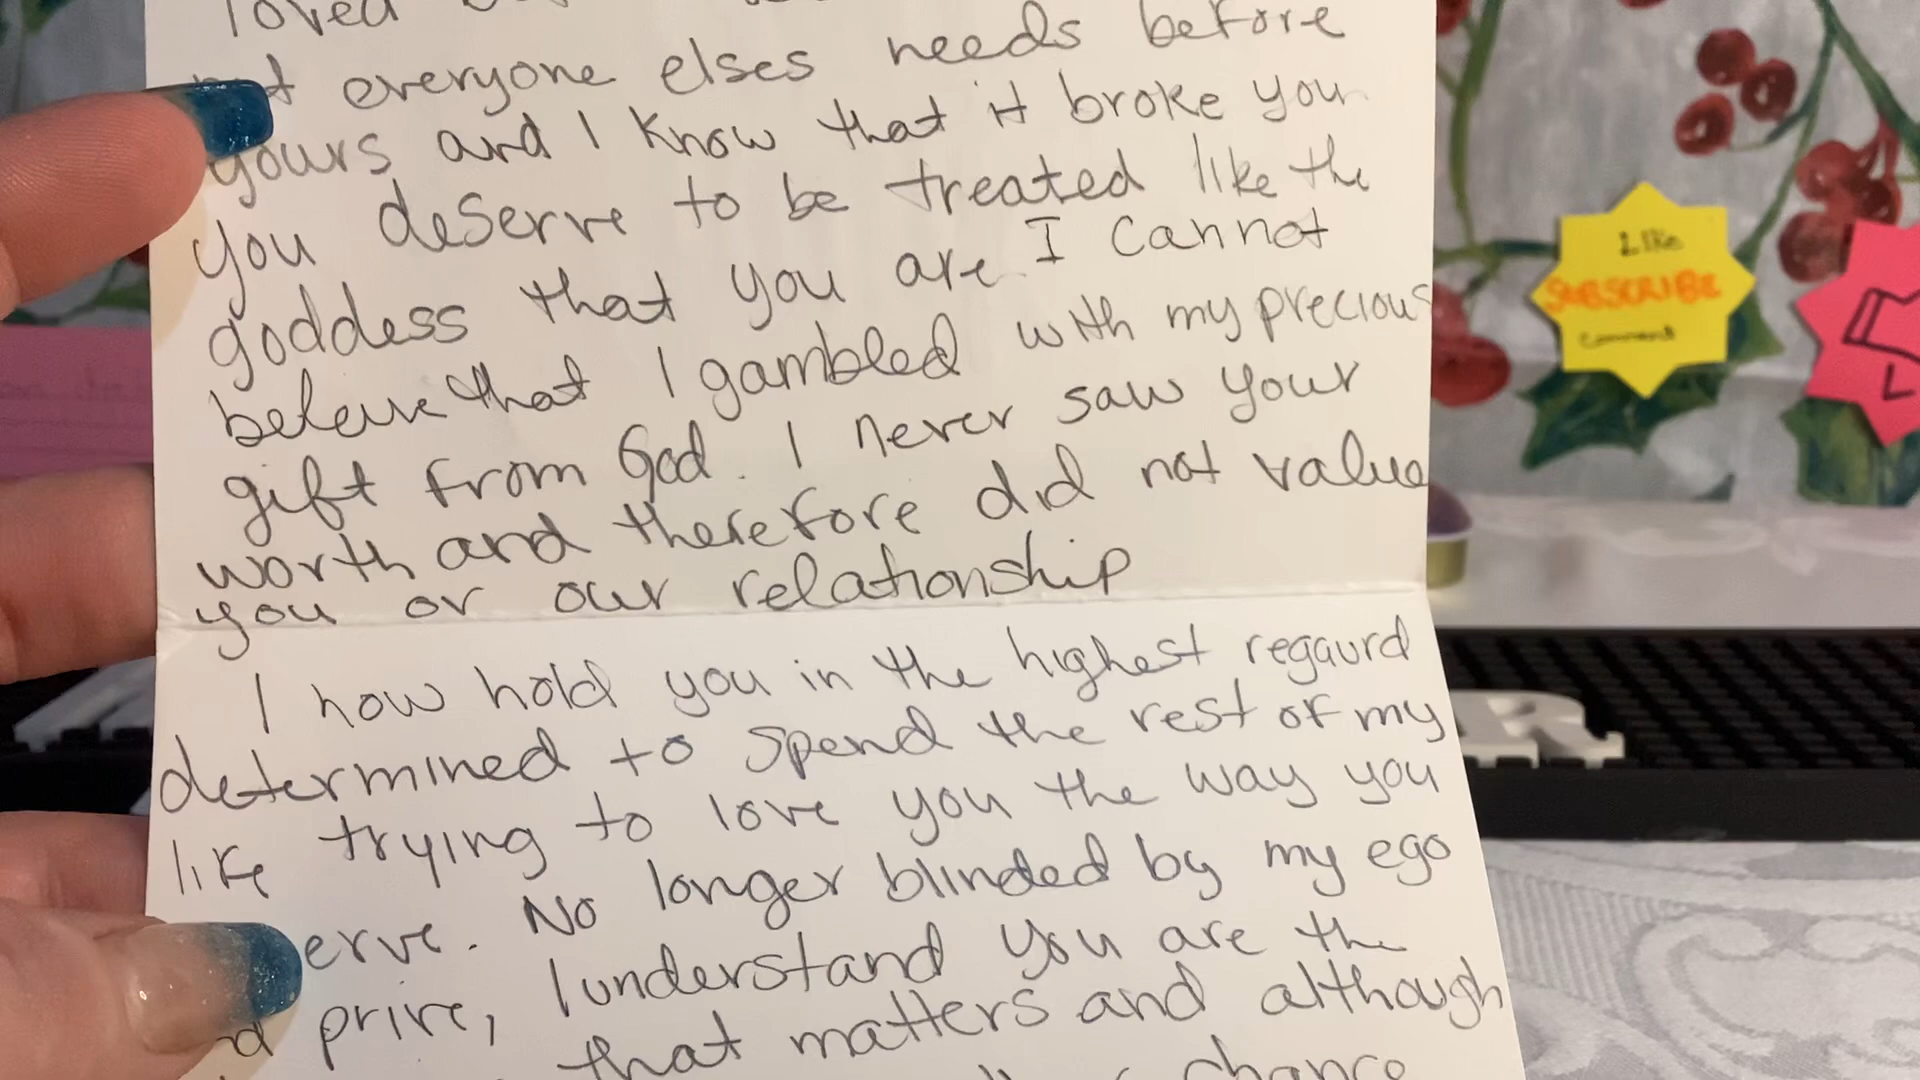 loved
everyone elses needs before
yours and I know that it broke you
you deserve to be treated like the
goddess that you are I cannot
beleve that I gambled with my precious
gift from God. I never saw your
worth and therefore did not value
you or our relationship
I now hold you in the highest regaurd
determined to spend the rest of my
life trying to love you the way you
erve. No longer blinded by my ego
prive, I understand you are the
that matters and although
chance
Like
SUBSCRIBE
comment